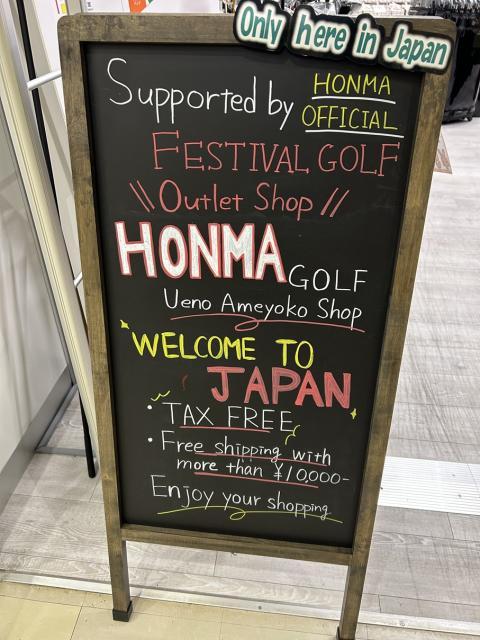 Only here in Japan
Supported by HONMA OFFICIAL
FESTIVAL GOLF
\\ Outlet Shop //
HONMA GOLF
Ueno Ameyoko Shop
WELCOME TO
JAPAN
・TAX FREE
・Free shipping with
more than ¥10,000-
Enjoy your shopping